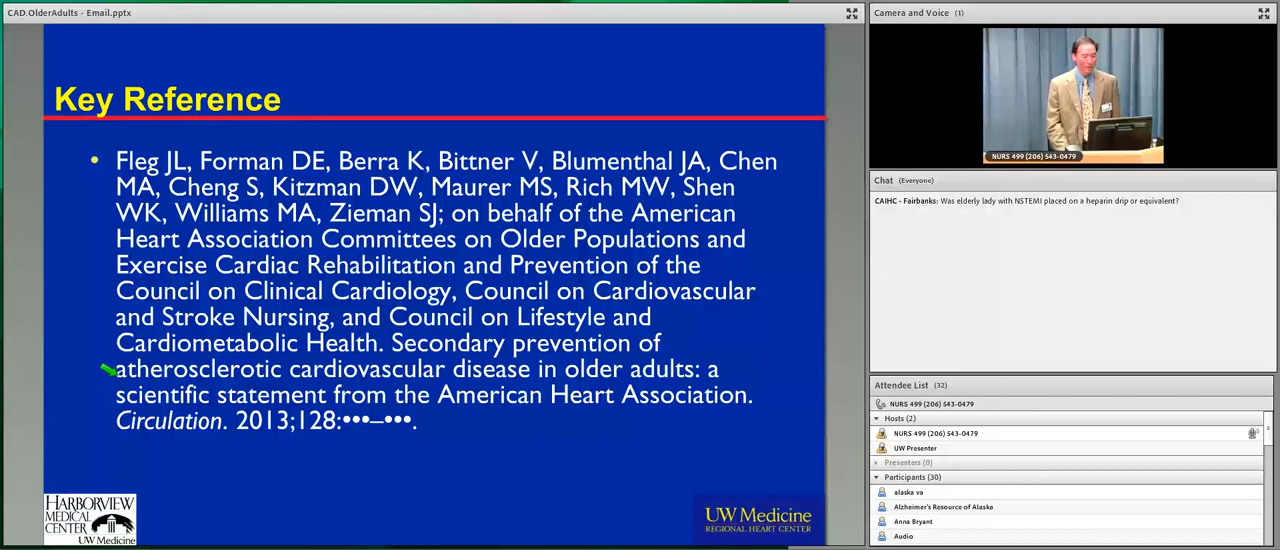 CAD.OlderAdults - Email.pptx
Key Reference
• Fleg JL, Forman DE, Berra K, Bittner V, Blumenthal JA, Chen
MA, Cheng S, Kitzman DW, Maurer MS, Rich MW, Shen
WK, Williams MA, Zieman SJ; on behalf of the American
Heart Association Committees on Older Populations and
Exercise Cardiac Rehabilitation and Prevention of the
Council on Clinical Cardiology, Council on Cardiovascular
and Stroke Nursing, and Council on Lifestyle and
Cardiometabolic Health. Secondary prevention of
atherosclerotic cardiovascular disease in older adults: a
scientific statement from the American Heart Association.
Circulation. 2013;128:•••–•••.
HARBORVIEW
MEDICAL
CENTER
UW Medicine
UW Medicine
REGIONAL HEART CENTER
Camera and Voice (1)
NURS 499 (206) 543-0479
Chat (Everyone)
CAIHC - Fairbanks: Was elderly lady with NSTEMI placed on a heparin drip or equivalent?
Attendee List (32)
NURS 499 (206) 543-0479
Hosts (2)
NURS 499 (206) 543-0479
UW Presenter
Presenters (0)
Participants (30)
alaska va
Alzheimer's Resource of Alaska
Anna Bryant
Audio